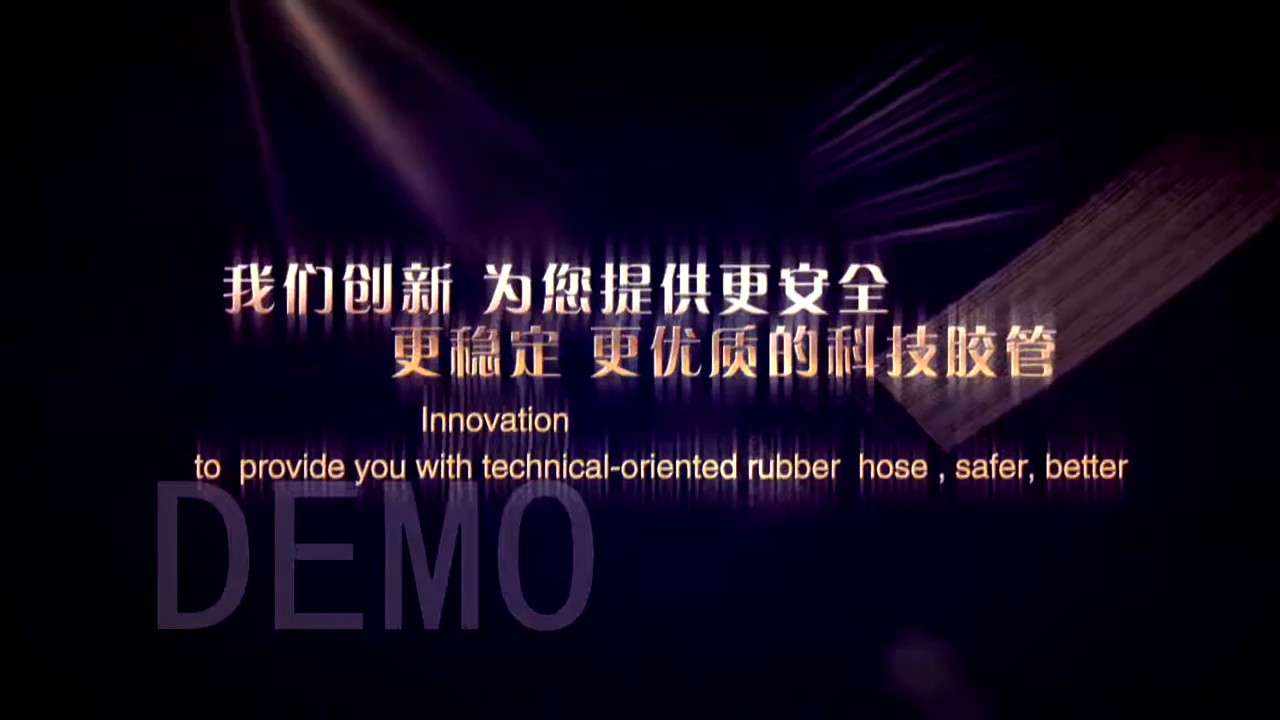 我们创新 为您提供更安全
更稳定 更优质的科技胶管
Innovation
to provide you with technical-oriented rubber hose , safer, better
DEMO